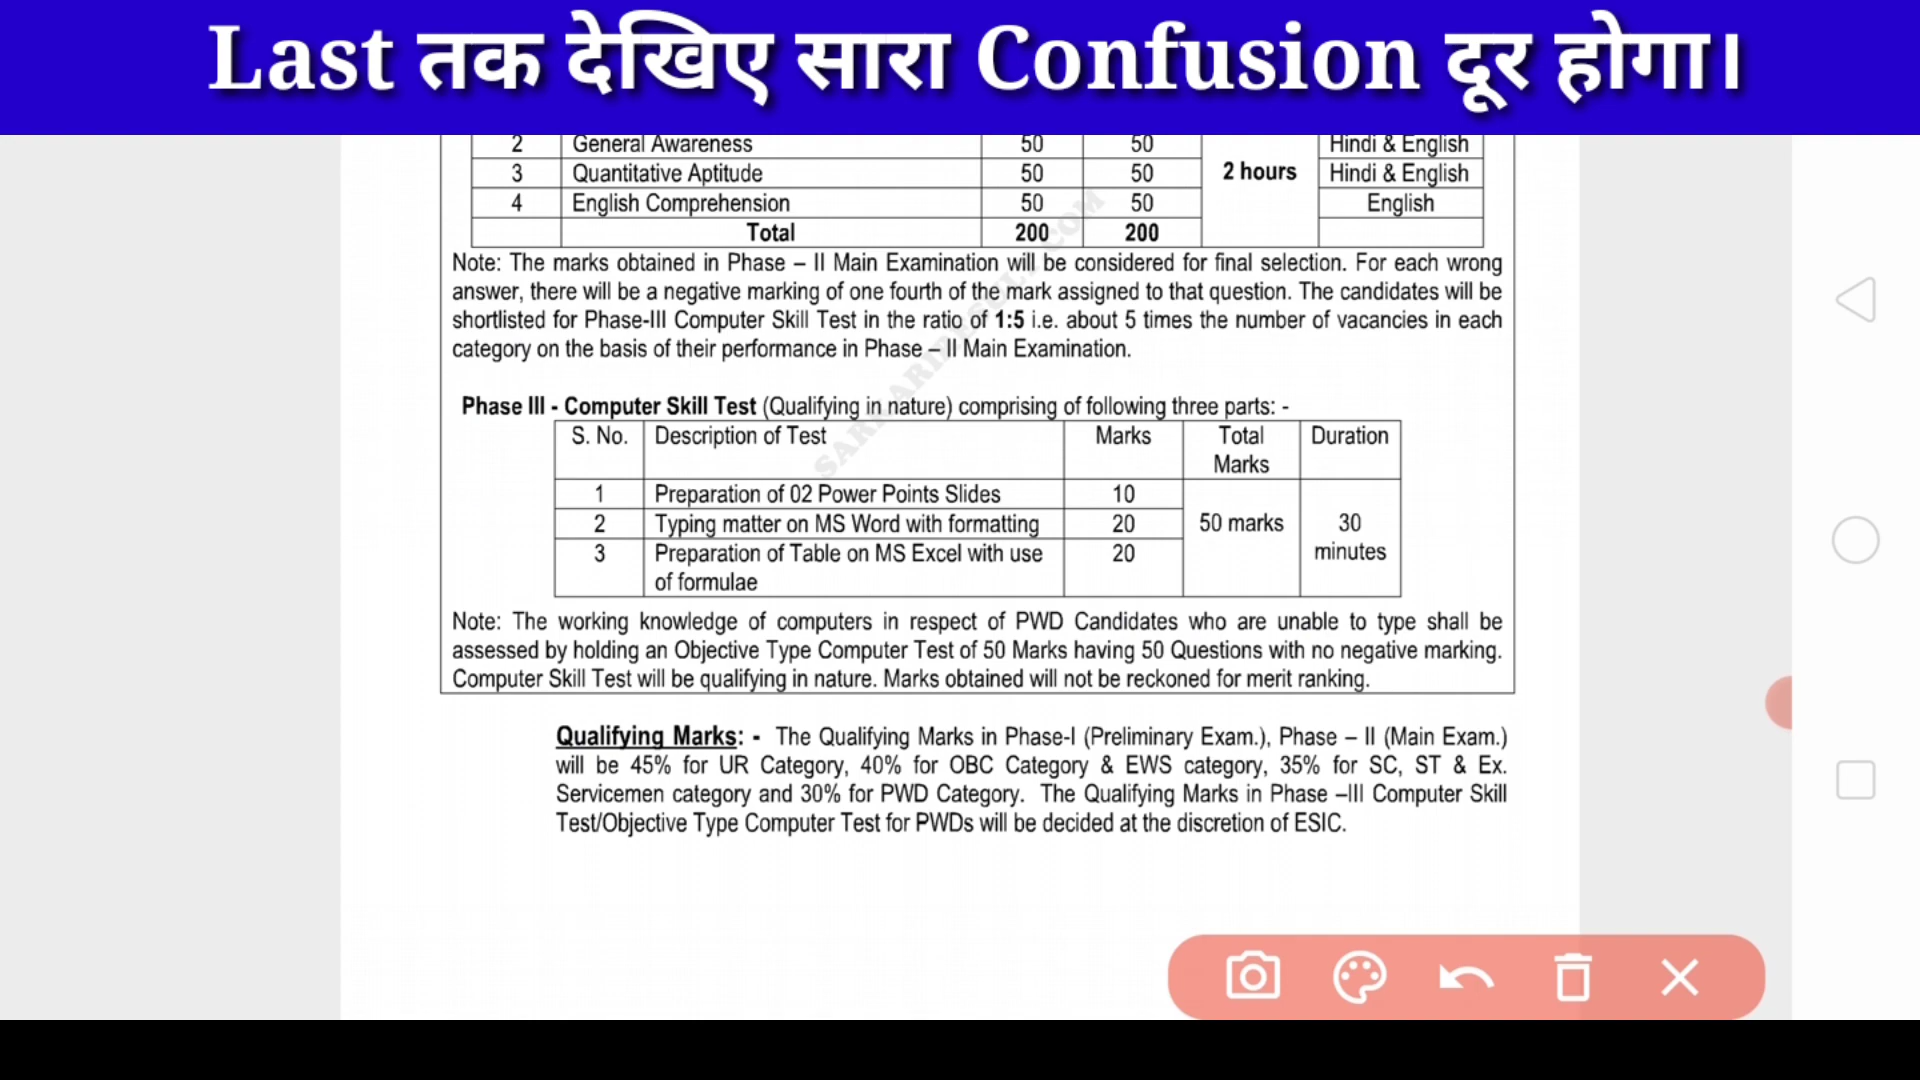 Last तक देखिए सारा Confusion दूर होगा।
2 General Awareness 50 50 Hindi & English
3 Quantitative Aptitude 50 50 2 hours Hindi & English
4 English Comprehension 50 50 English
Total 200 200
Note: The marks obtained in Phase – II Main Examination will be considered for final selection. For each wrong
answer, there will be a negative marking of one fourth of the mark assigned to that question. The candidates will be
shortlisted for Phase-III Computer Skill Test in the ratio of 1:5 i.e. about 5 times the number of vacancies in each
category on the basis of their performance in Phase – II Main Examination.
Phase III - Computer Skill Test (Qualifying in nature) comprising of following three parts: -
S. No. Description of Test Marks Total Duration
Marks
1 Preparation of 02 Power Points Slides 10
2 Typing matter on MS Word with formatting 20 50 marks 30
3 Preparation of Table on MS Excel with use 20 minutes
of formulae
Note: The working knowledge of computers in respect of PWD Candidates who are unable to type shall be
assessed by holding an Objective Type Computer Test of 50 Marks having 50 Questions with no negative marking.
Computer Skill Test will be qualifying in nature. Marks obtained will not be reckoned for merit ranking.
Qualifying Marks: - The Qualifying Marks in Phase-I (Preliminary Exam.), Phase – II (Main Exam.)
will be 45% for UR Category, 40% for OBC Category & EWS category, 35% for SC, ST & Ex.
Servicemen category and 30% for PWD Category. The Qualifying Marks in Phase –III Computer Skill
Test/Objective Type Computer Test for PWDs will be decided at the discretion of ESIC.